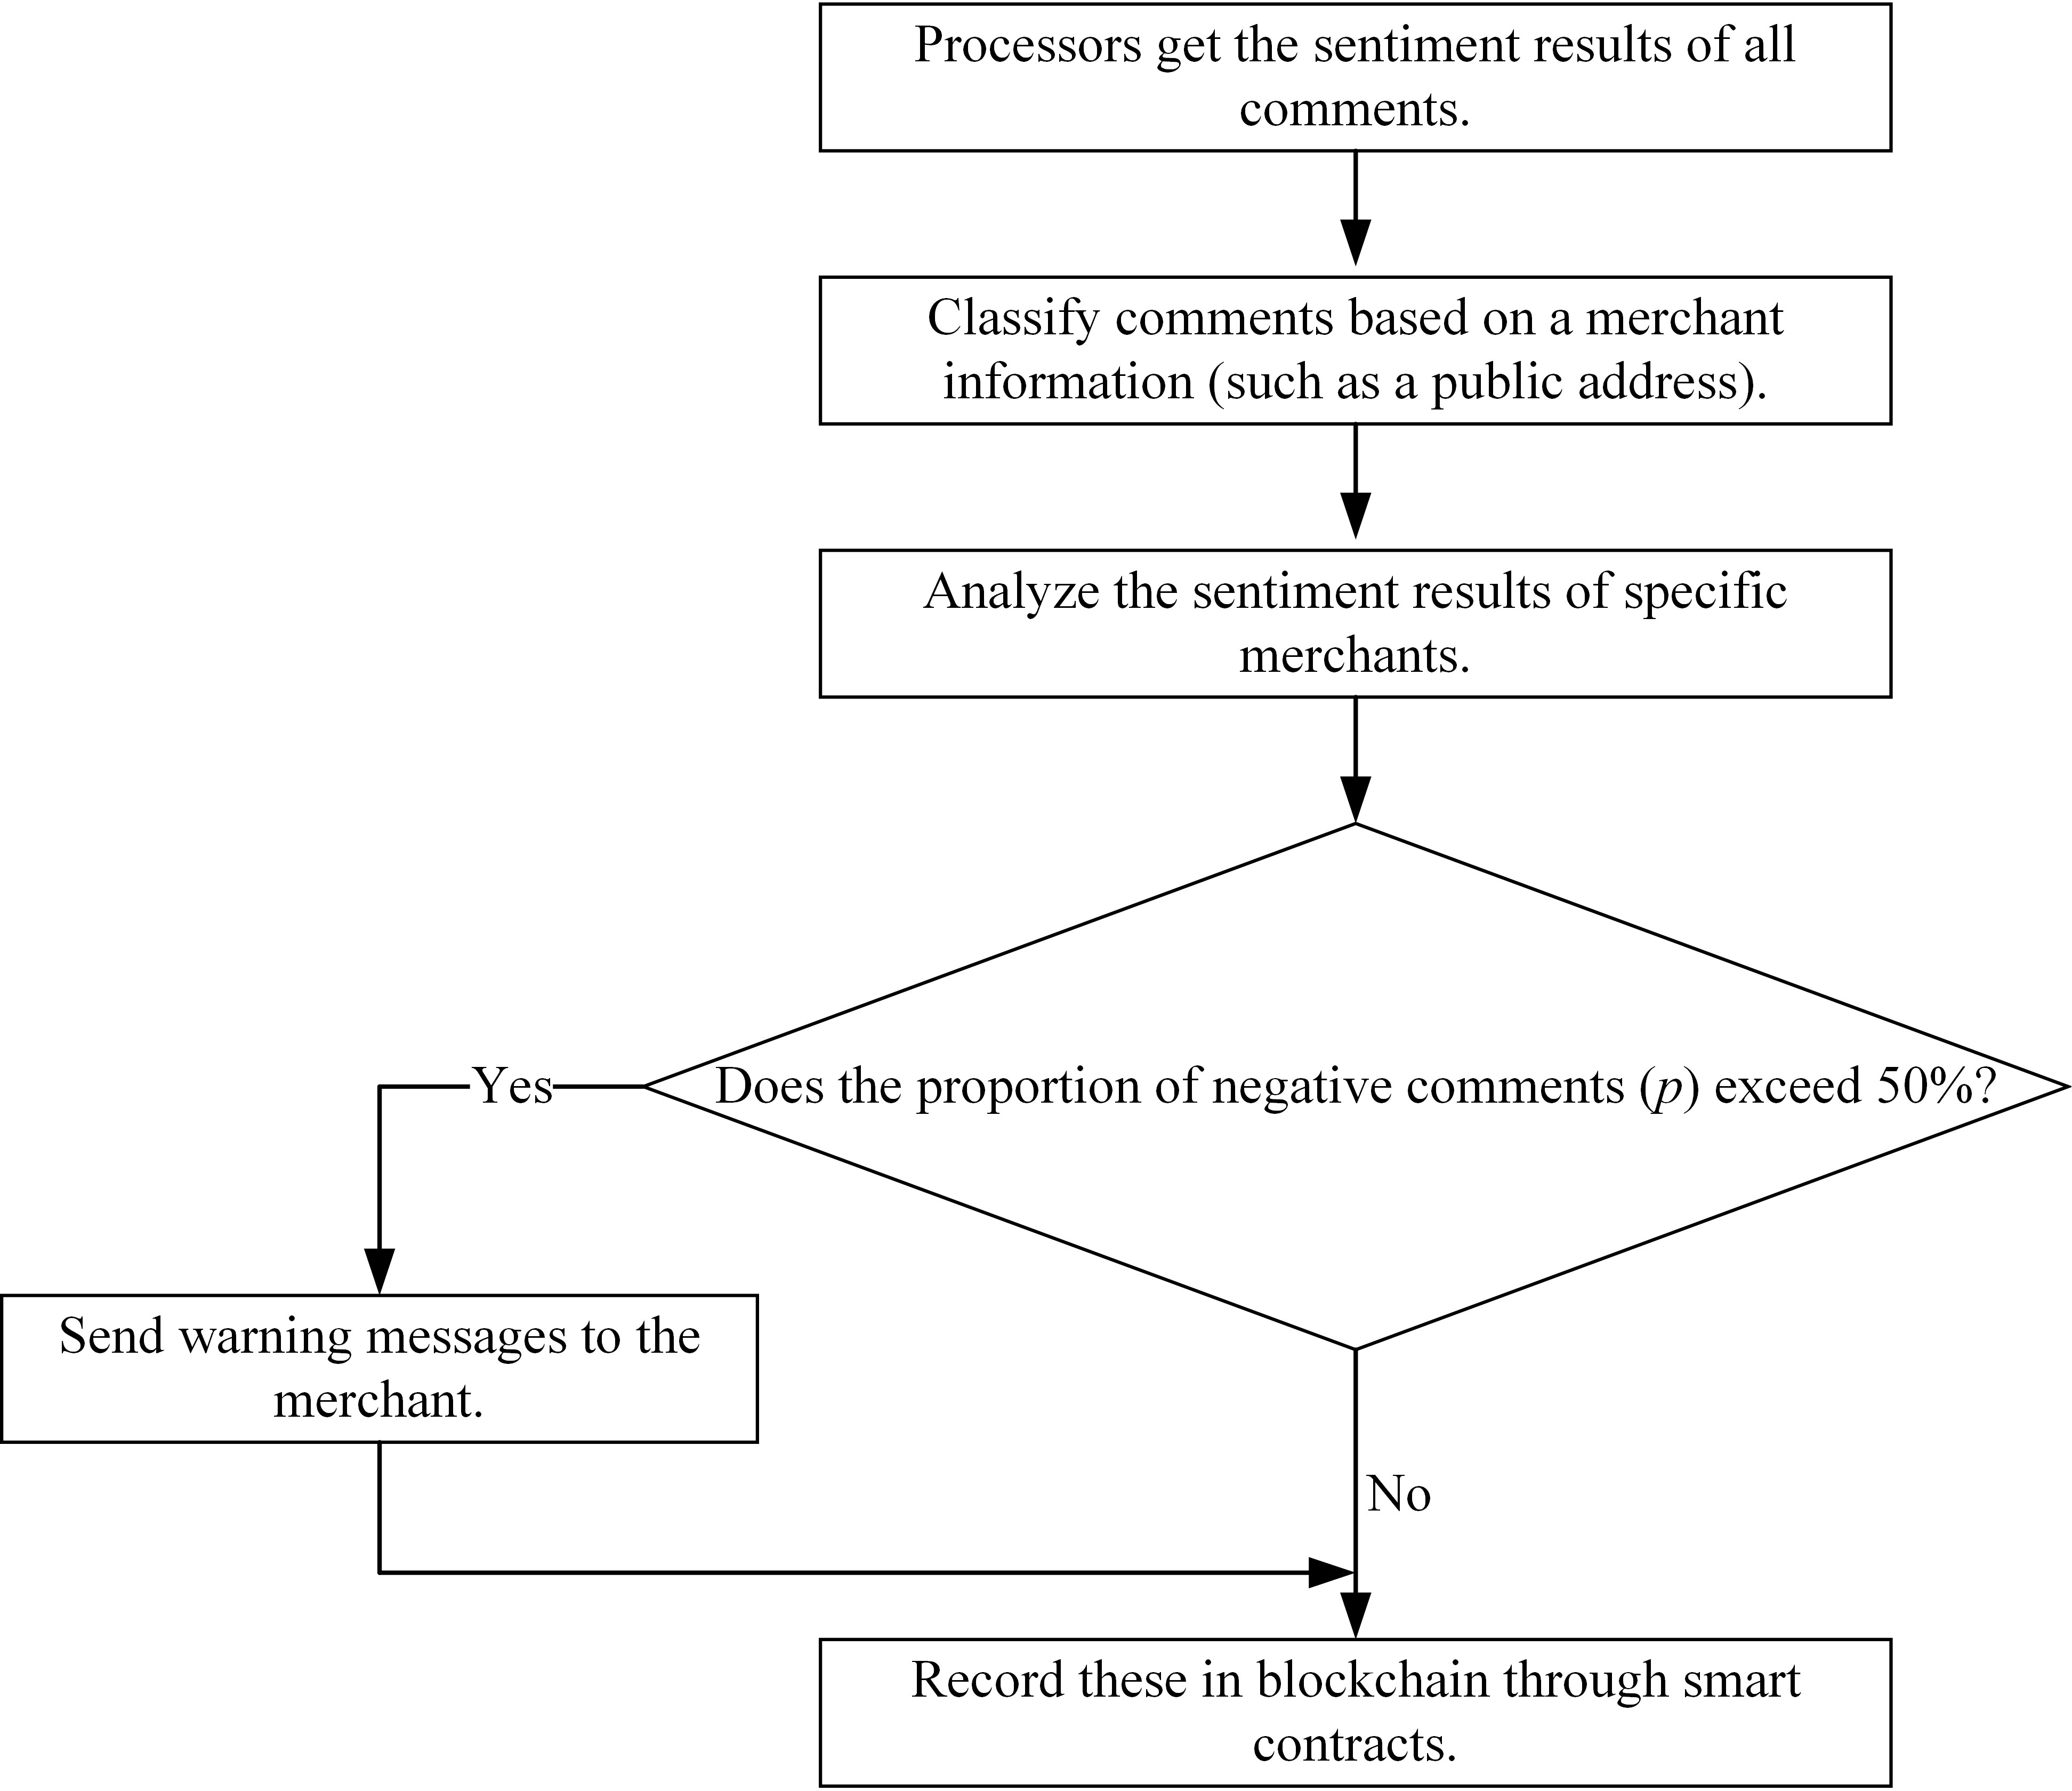 Processors get the sentiment results of all
comments.
Classify comments based on a merchant
information (such as a public address).
Analyze the sentiment results of specific
merchants.
Yes
Does the proportion of negative comments (p) exceed 50%?
Send warning messages to the
merchant.
No
Record these in blockchain through smart
contracts.